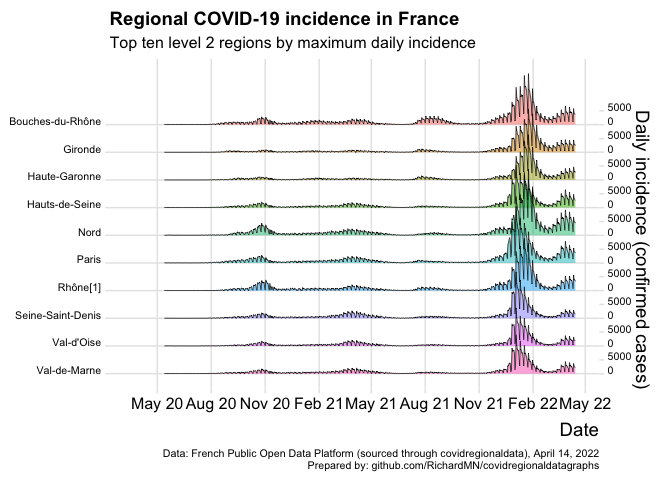 Regional COVID-19 incidence in France
Top ten level 2 regions by maximum daily incidence
Bouches-du-Rhône
5000
0
Gironde
5000
0
Haute-Garonne
5000
0
Hauts-de-Seine
5000
0
Nord
5000
0
Paris
5000
0
Rhône[1]
5000
0
Seine-Saint-Denis
5000
0
Val-d'Oise
5000
0
Val-de-Marne
5000
0
Daily incidence (confirmed cases)
May 20 Aug 20 Nov 20 Feb 21 May 21 Aug 21 Nov 21 Feb 22 May 22
Date
Data: French Public Open Data Platform (sourced through covidregionaldata), April 14, 2022
Prepared by: github.com/RichardMN/covidregionaldatagraphs